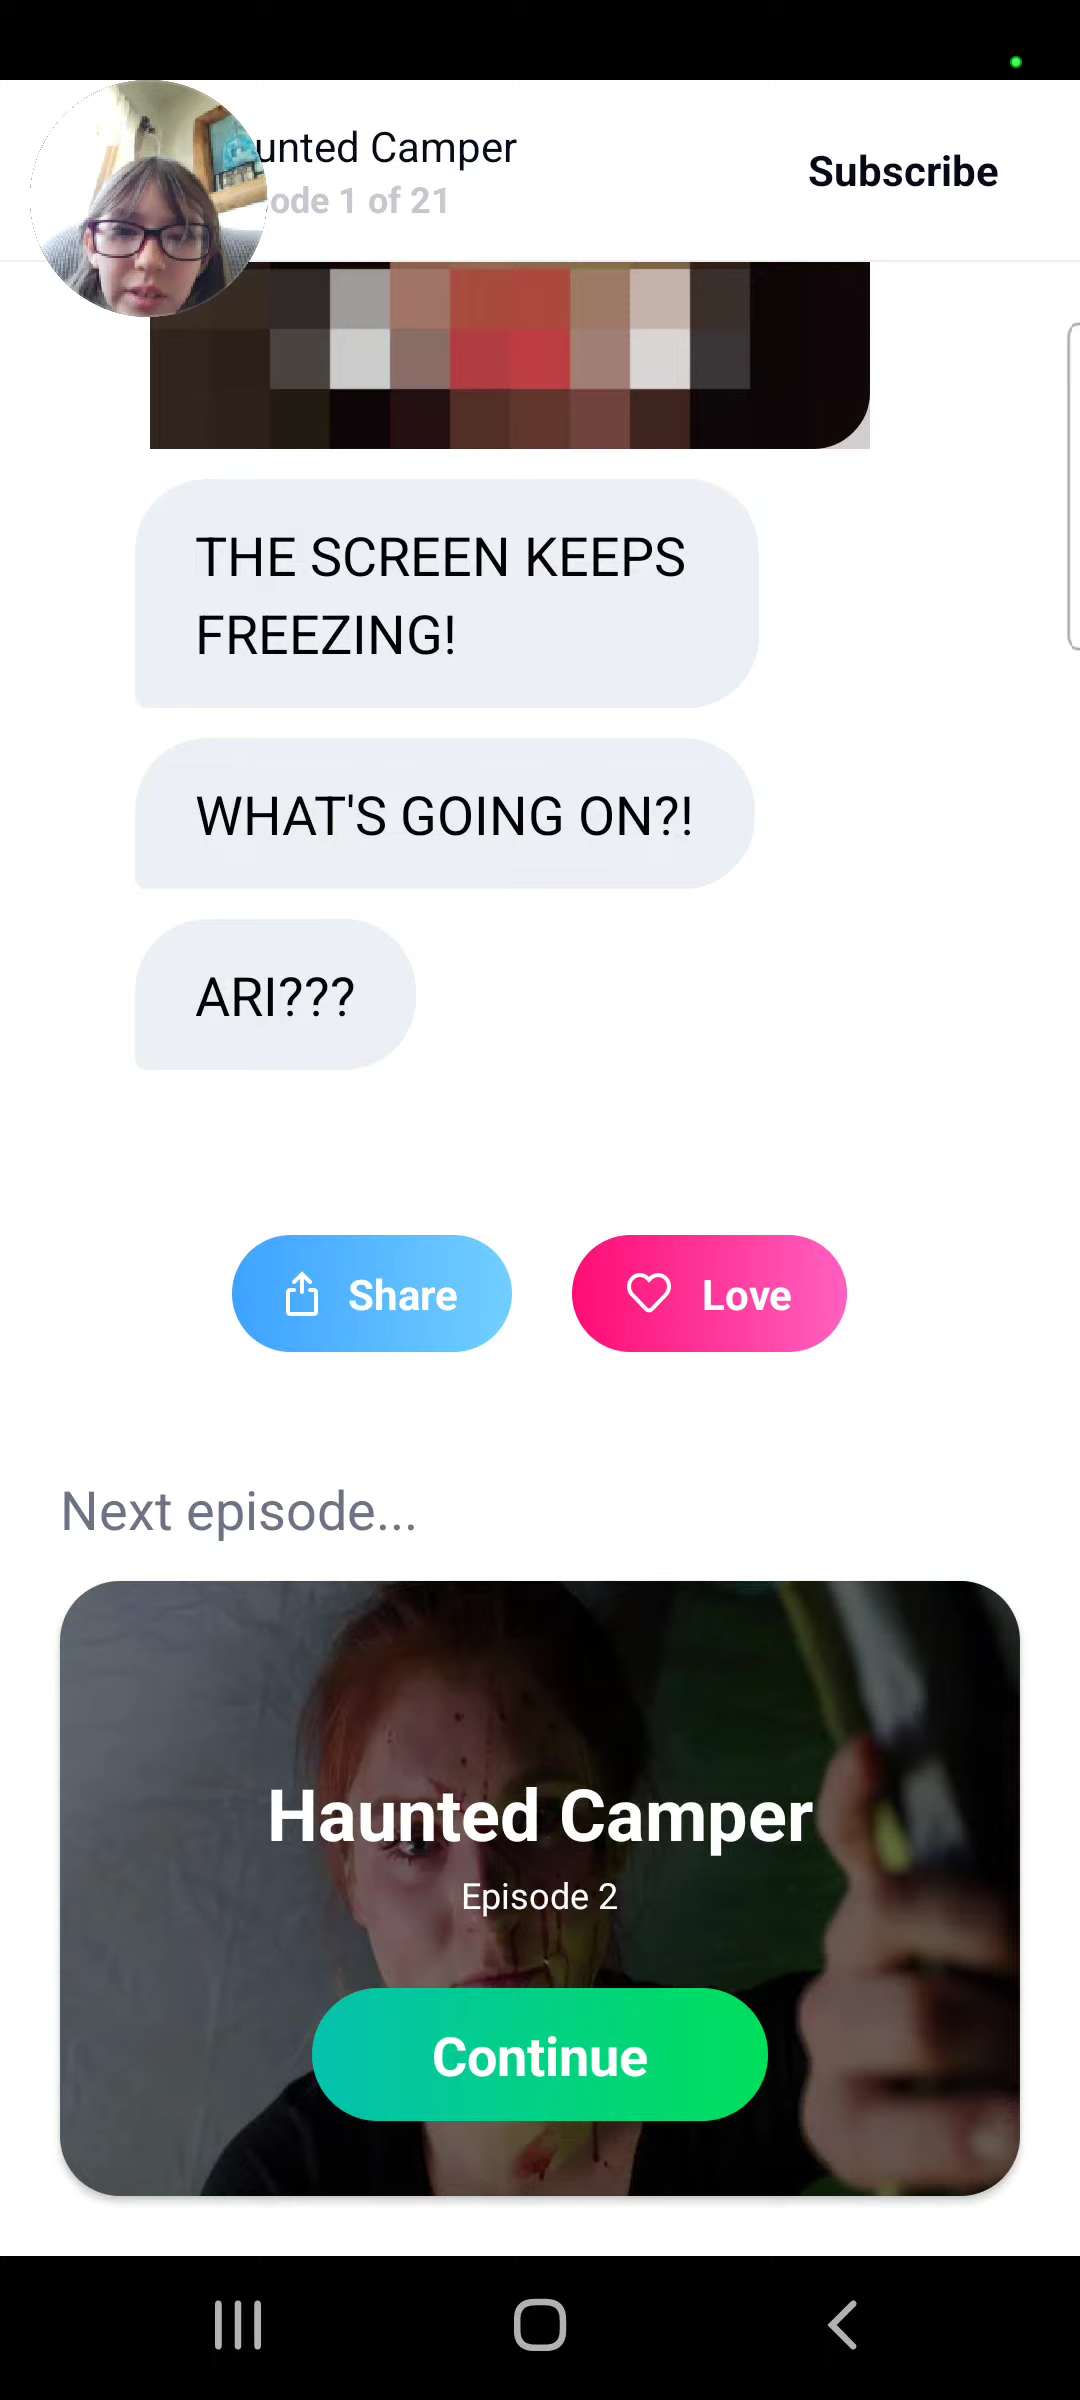 unted Camper
ode 1 of 21
Subscribe
THE SCREEN KEEPS
FREEZING!
WHAT'S GOING ON?!
ARI???
Share
Love
Next episode...
Haunted Camper
Episode 2
Continue